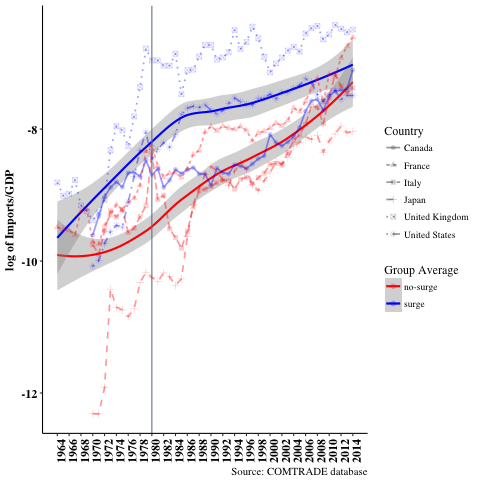 log of Imports/GDP
-8
-10
-12
1964
1966
1968
1970
1972
1974
1976
1978
1980
1982
1984
1986
1988
1990
1992
1994
1996
1998
2000
2002
2004
2006
2008
2010
2012
2014
Source: COMTRADE database
Country
Canada
France
Italy
Japan
United Kingdom
United States
Group Average
no-surge
surge